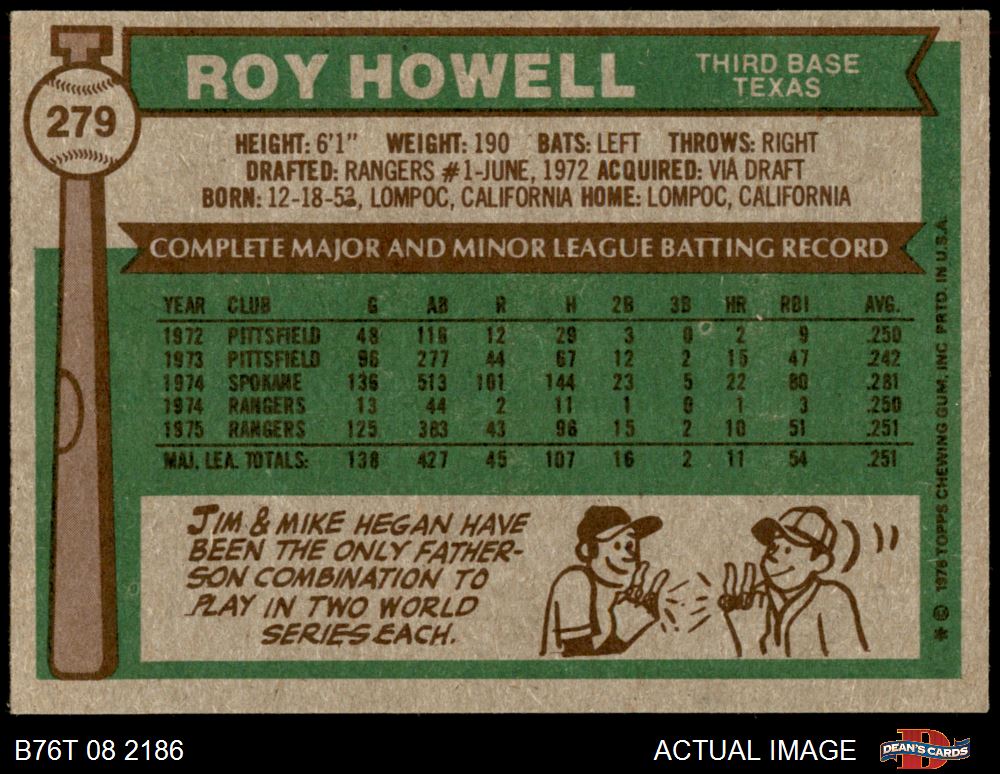 279
ROY HOWELL
THIRD BASE
TEXAS
HEIGHT: 6'1" WEIGHT: 190 BATS: LEFT THROWS: RIGHT
DRAFTED: RANGERS #1-JUNE, 1972 ACQUIRED: VIA DRAFT
BORN: 12-18-53, LOMPOC, CALIFORNIA HOME: LOMPOC, CALIFORNIA
COMPLETE MAJOR AND MINOR LEAGUE BATTING RECORD
YEAR CLUB G AB R H 2B 3B HR RBI AVG.
1972 PITTSFIELD 48 116 12 29 3 0 2 9 .250
1973 PITTSFIELD 96 277 44 67 12 2 15 47 .242
1974 SPOKANE 136 513 101 144 23 5 22 80 .281
1974 RANGERS 13 44 2 11 1 0 1 3 .250
1975 RANGERS 125 383 43 96 15 2 10 51 .251
MAJ. LEA. TOTALS: 138 427 45 107 16 2 11 54 .251
JIM & MIKE HEGAN HAVE
BEEN THE ONLY FATHER-
SON COMBINATION TO
PLAY IN TWO WORLD
SERIES EACH.
* © 1976 TOPPS CHEWING GUM, INC. PRTD. IN U.S.A.
B76T 08 2186
ACTUAL IMAGE
DEAN'S CARDS